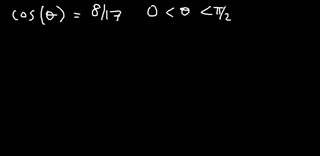 cos(θ) = 8/17 0 < θ < π/2